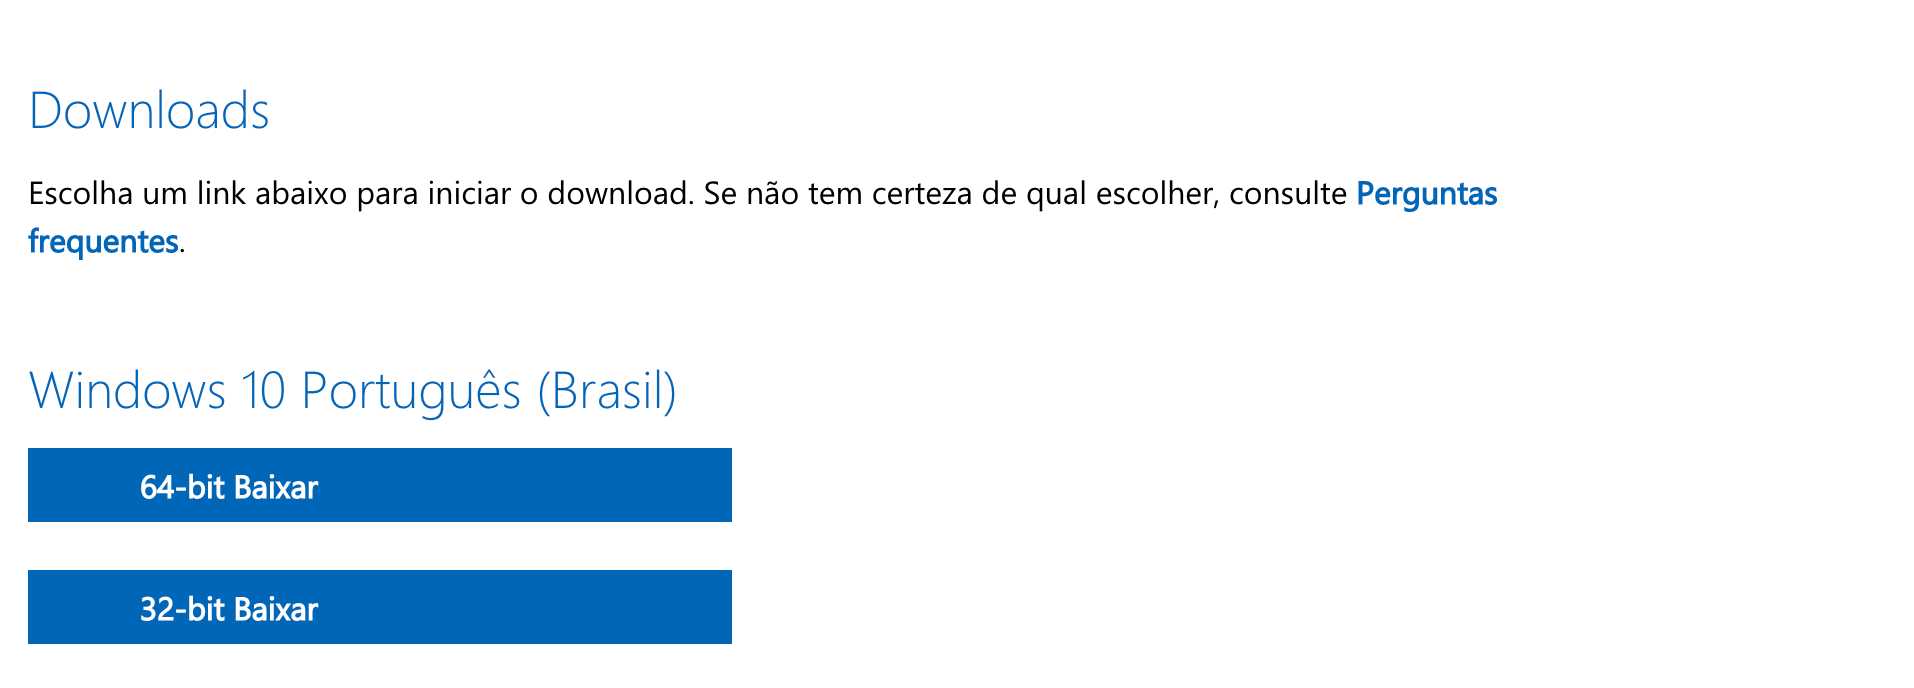 Downloads
Escolha um link abaixo para iniciar o download. Se não tem certeza de qual escolher, consulte Perguntas
frequentes.
Windows 10 Português (Brasil)
64-bit Baixar
32-bit Baixar